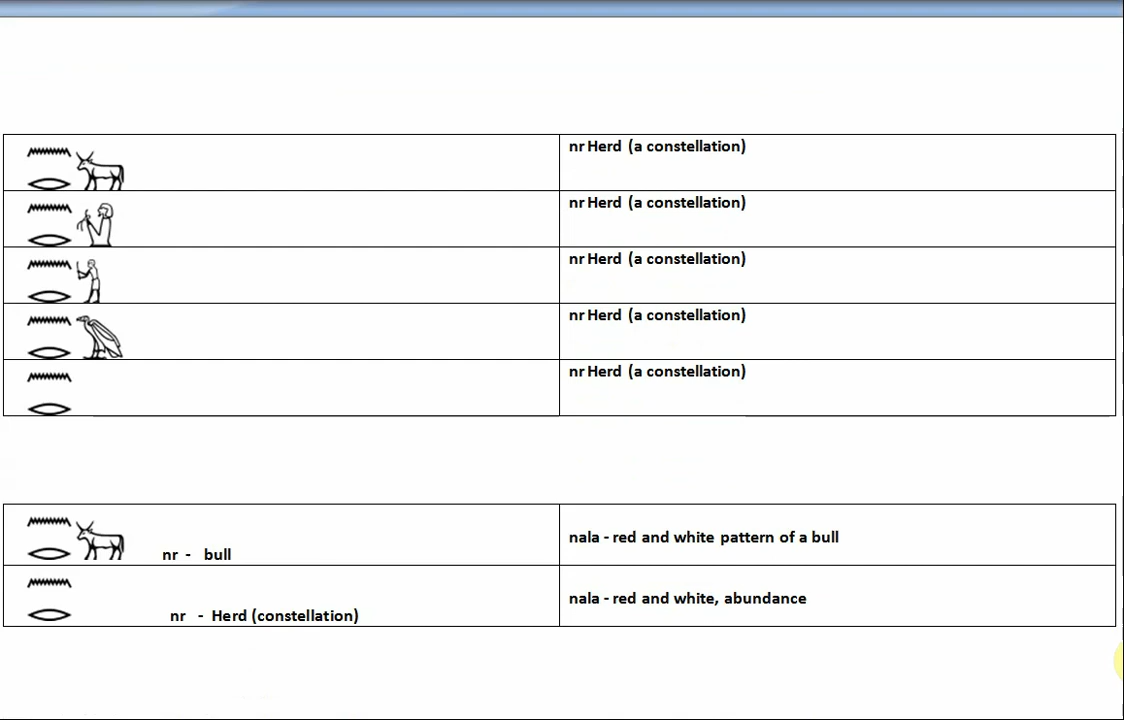 nr Herd (a constellation)
nr Herd (a constellation)
nr Herd (a constellation)
nr Herd (a constellation)
nr Herd (a constellation)
nr - bull
nala - red and white pattern of a bull
nr - Herd (constellation)
nala - red and white, abundance